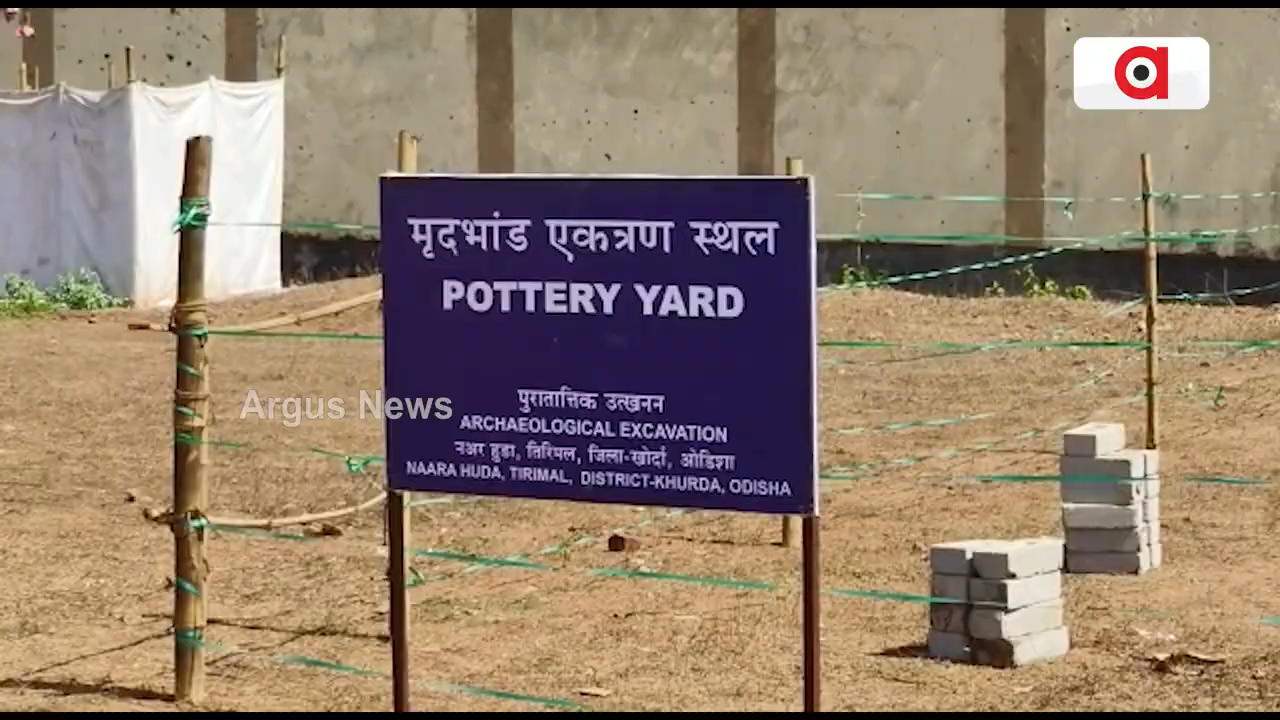 मृदभांड एकत्रण स्थल
POTTERY YARD
पुरातात्तिक उत्खनन
ARCHAEOLOGICAL EXCAVATION
नअर हुडा, तिरिमल, जिला-खोर्दा, ओडिशा
NAARA HUDA, TIRIMAL, DISTRICT-KHURDA, ODISHA
Argus News
a